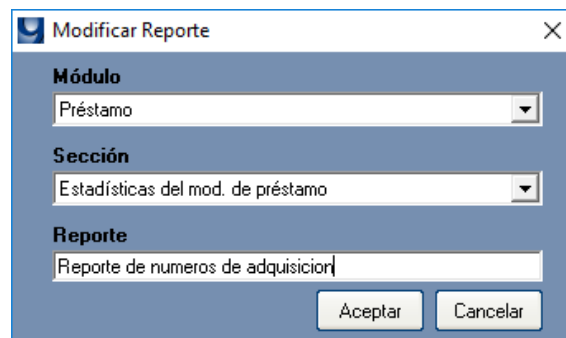 Modificar Reporte
Módulo
Préstamo
Sección
Estadísticas del mod. de préstamo
Reporte
Reporte de numeros de adquisicion
Aceptar Cancelar